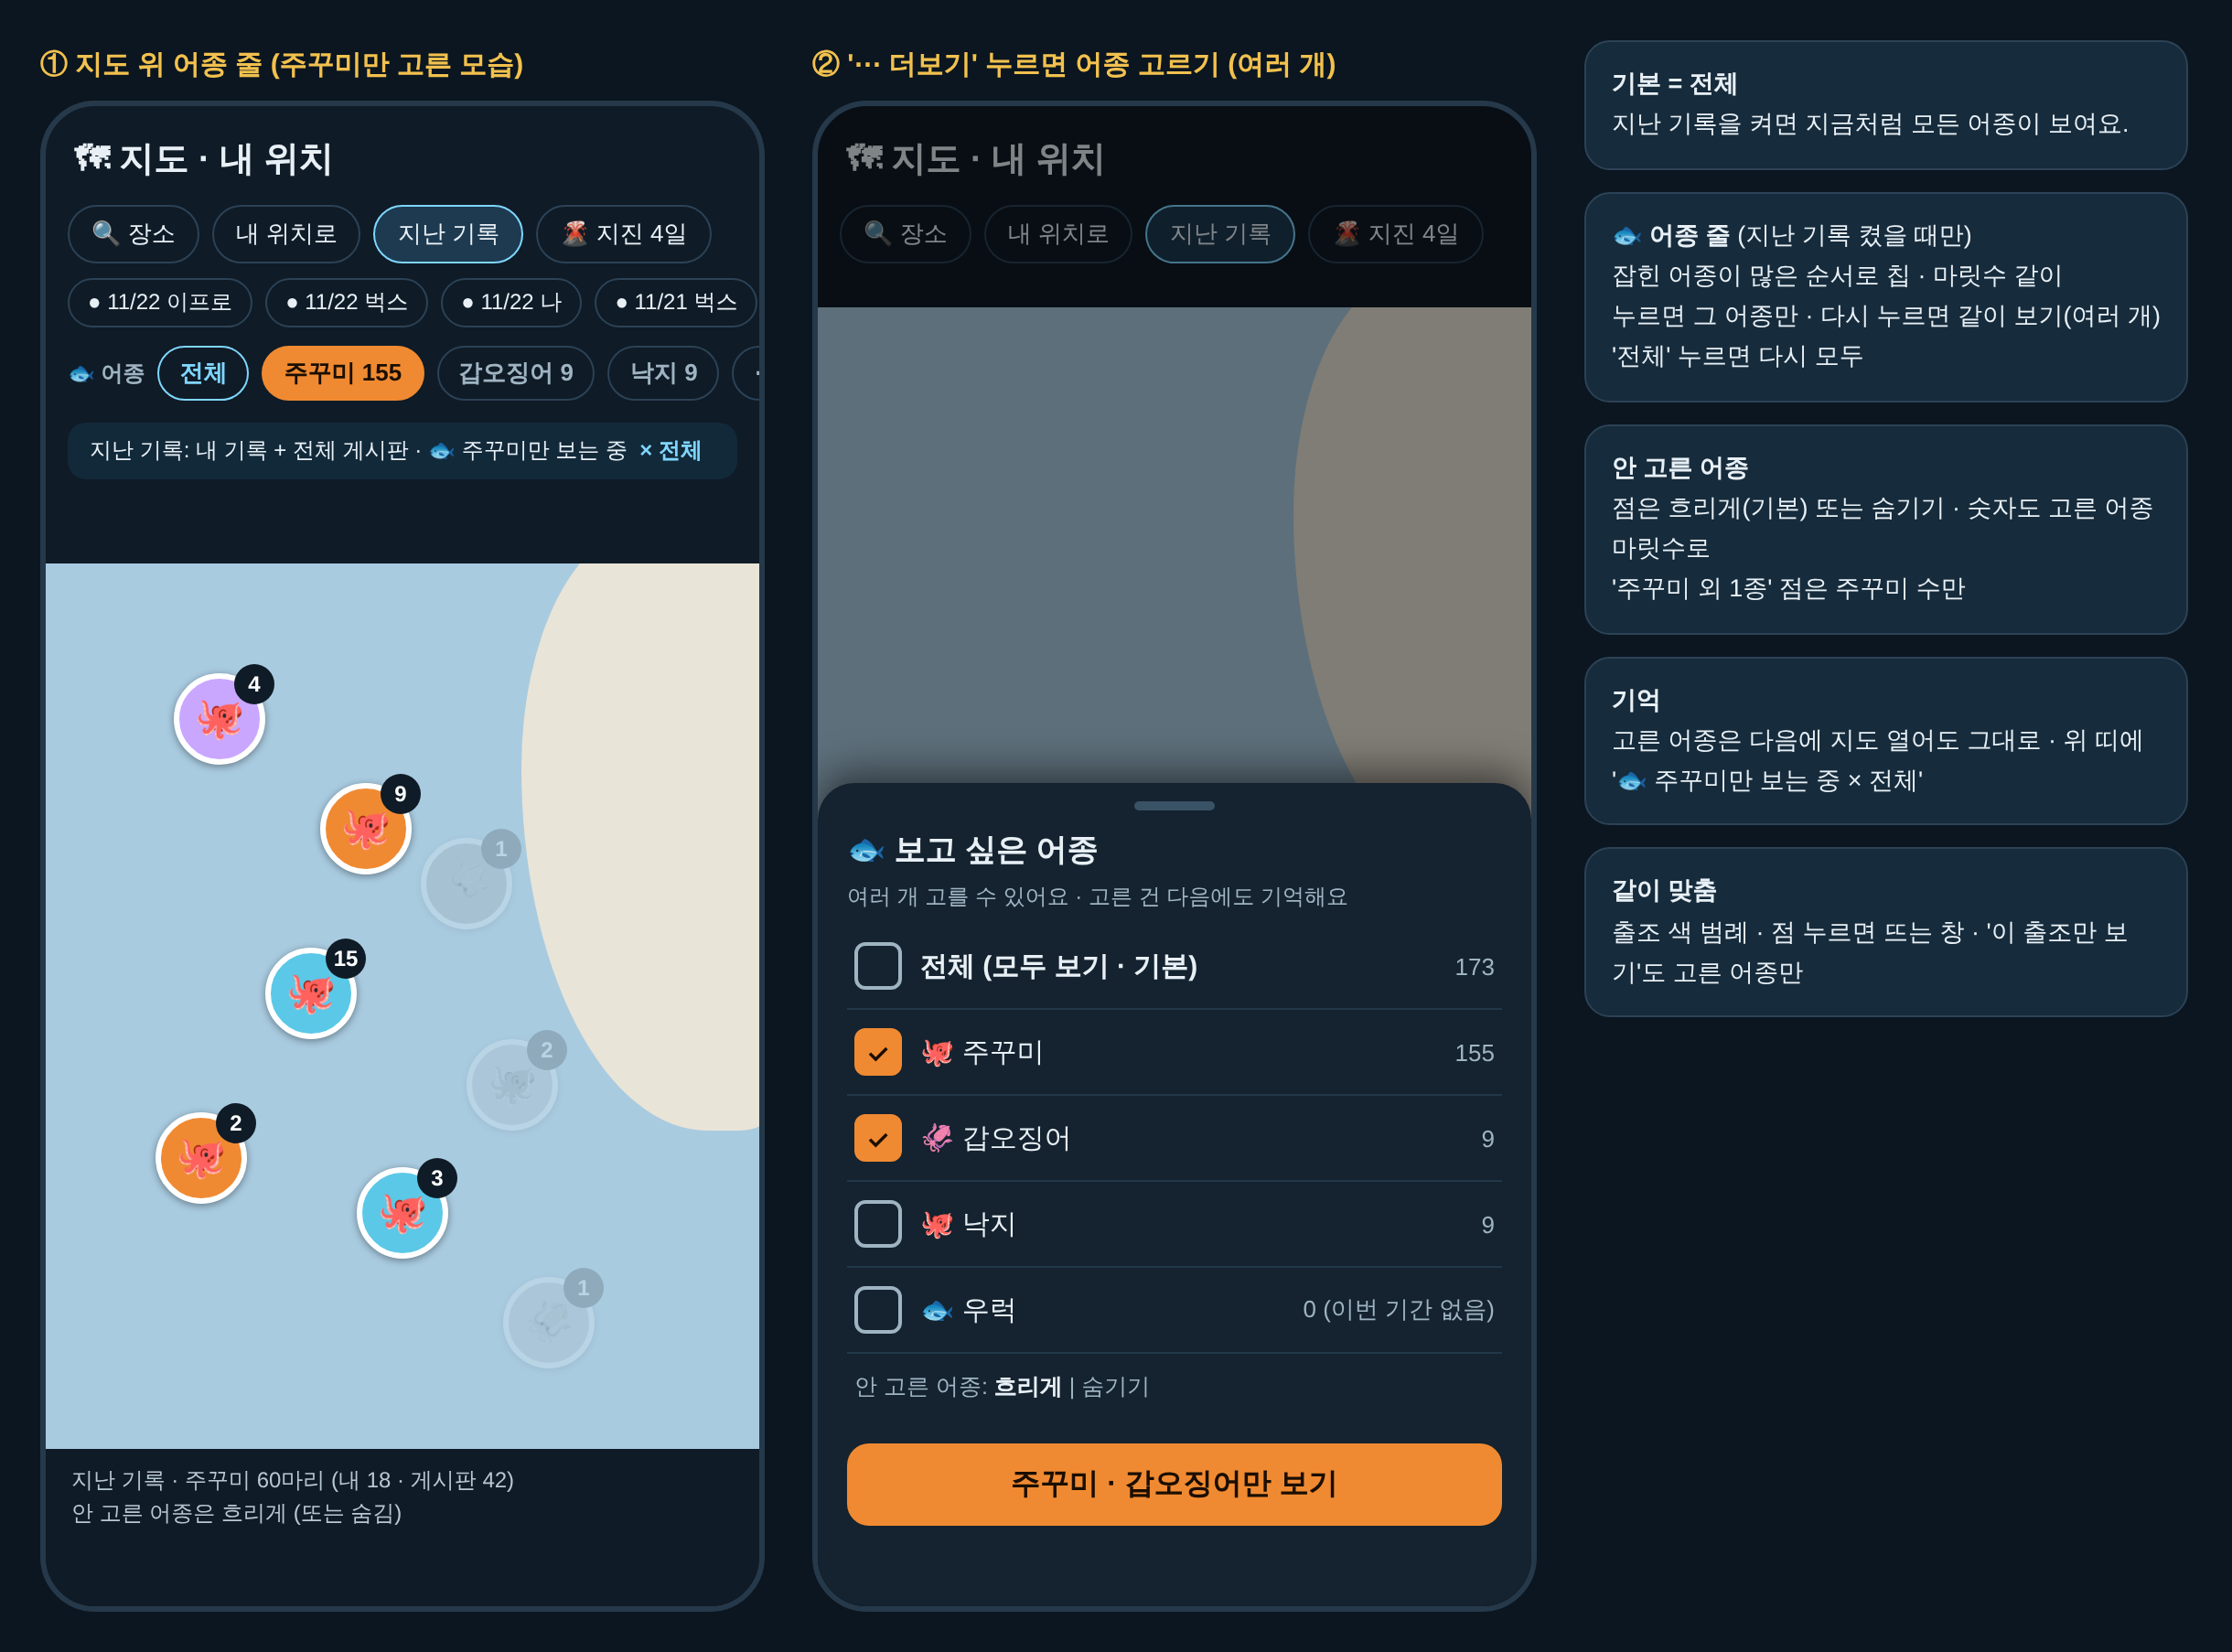 ① 지도 위 어종 줄 (주꾸미만 고른 모습)
🗺 지도 · 내 위치
🔍 장소
내 위치로
지난 기록
🌋 지진 4일
● 11/22 이프로
● 11/22 벅스
● 11/22 나
● 11/21 벅스
🐟 어종
전체
주꾸미 155
갑오징어 9
낙지 9
지난 기록: 내 기록 + 전체 게시판 · 🐟 주꾸미만 보는 중 × 전체
4
9
1
15
2
2
3
1
지난 기록 · 주꾸미 60마리 (내 18 · 게시판 42)
안 고른 어종은 흐리게 (또는 숨김)
② '⋯ 더보기' 누르면 어종 고르기 (여러 개)
🗺 지도 · 내 위치
🔍 장소
내 위치로
지난 기록
🌋 지진 4일
🐟 보고 싶은 어종
여러 개 고를 수 있어요 · 고른 건 다음에도 기억해요
전체 (모두 보기 · 기본) 173
🐙 주꾸미 155
🦑 갑오징어 9
🐙 낙지 9
🐟 우럭 0 (이번 기간 없음)
안 고른 어종: 흐리게 | 숨기기
주꾸미 · 갑오징어만 보기
기본 = 전체
지난 기록을 켜면 지금처럼 모든 어종이 보여요.
🐟 어종 줄 (지난 기록 켰을 때만)
잡힌 어종이 많은 순서로 칩 · 마릿수 같이
누르면 그 어종만 · 다시 누르면 같이 보기(여러 개)
'전체' 누르면 다시 모두
안 고른 어종
점은 흐리게(기본) 또는 숨기기 · 숫자도 고른 어종
마릿수로
'주꾸미 외 1종' 점은 주꾸미 수만
기억
고른 어종은 다음에 지도 열어도 그대로 · 위 띠에
'🐟 주꾸미만 보는 중 × 전체'
같이 맞춤
출조 색 범례 · 점 누르면 뜨는 창 · '이 출조만 보
기'도 고른 어종만